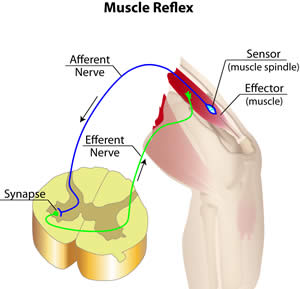 Muscle Reflex
Afferent
Nerve
Sensor
(muscle spindle)
Effector
(muscle)
Efferent
Nerve
Synapse